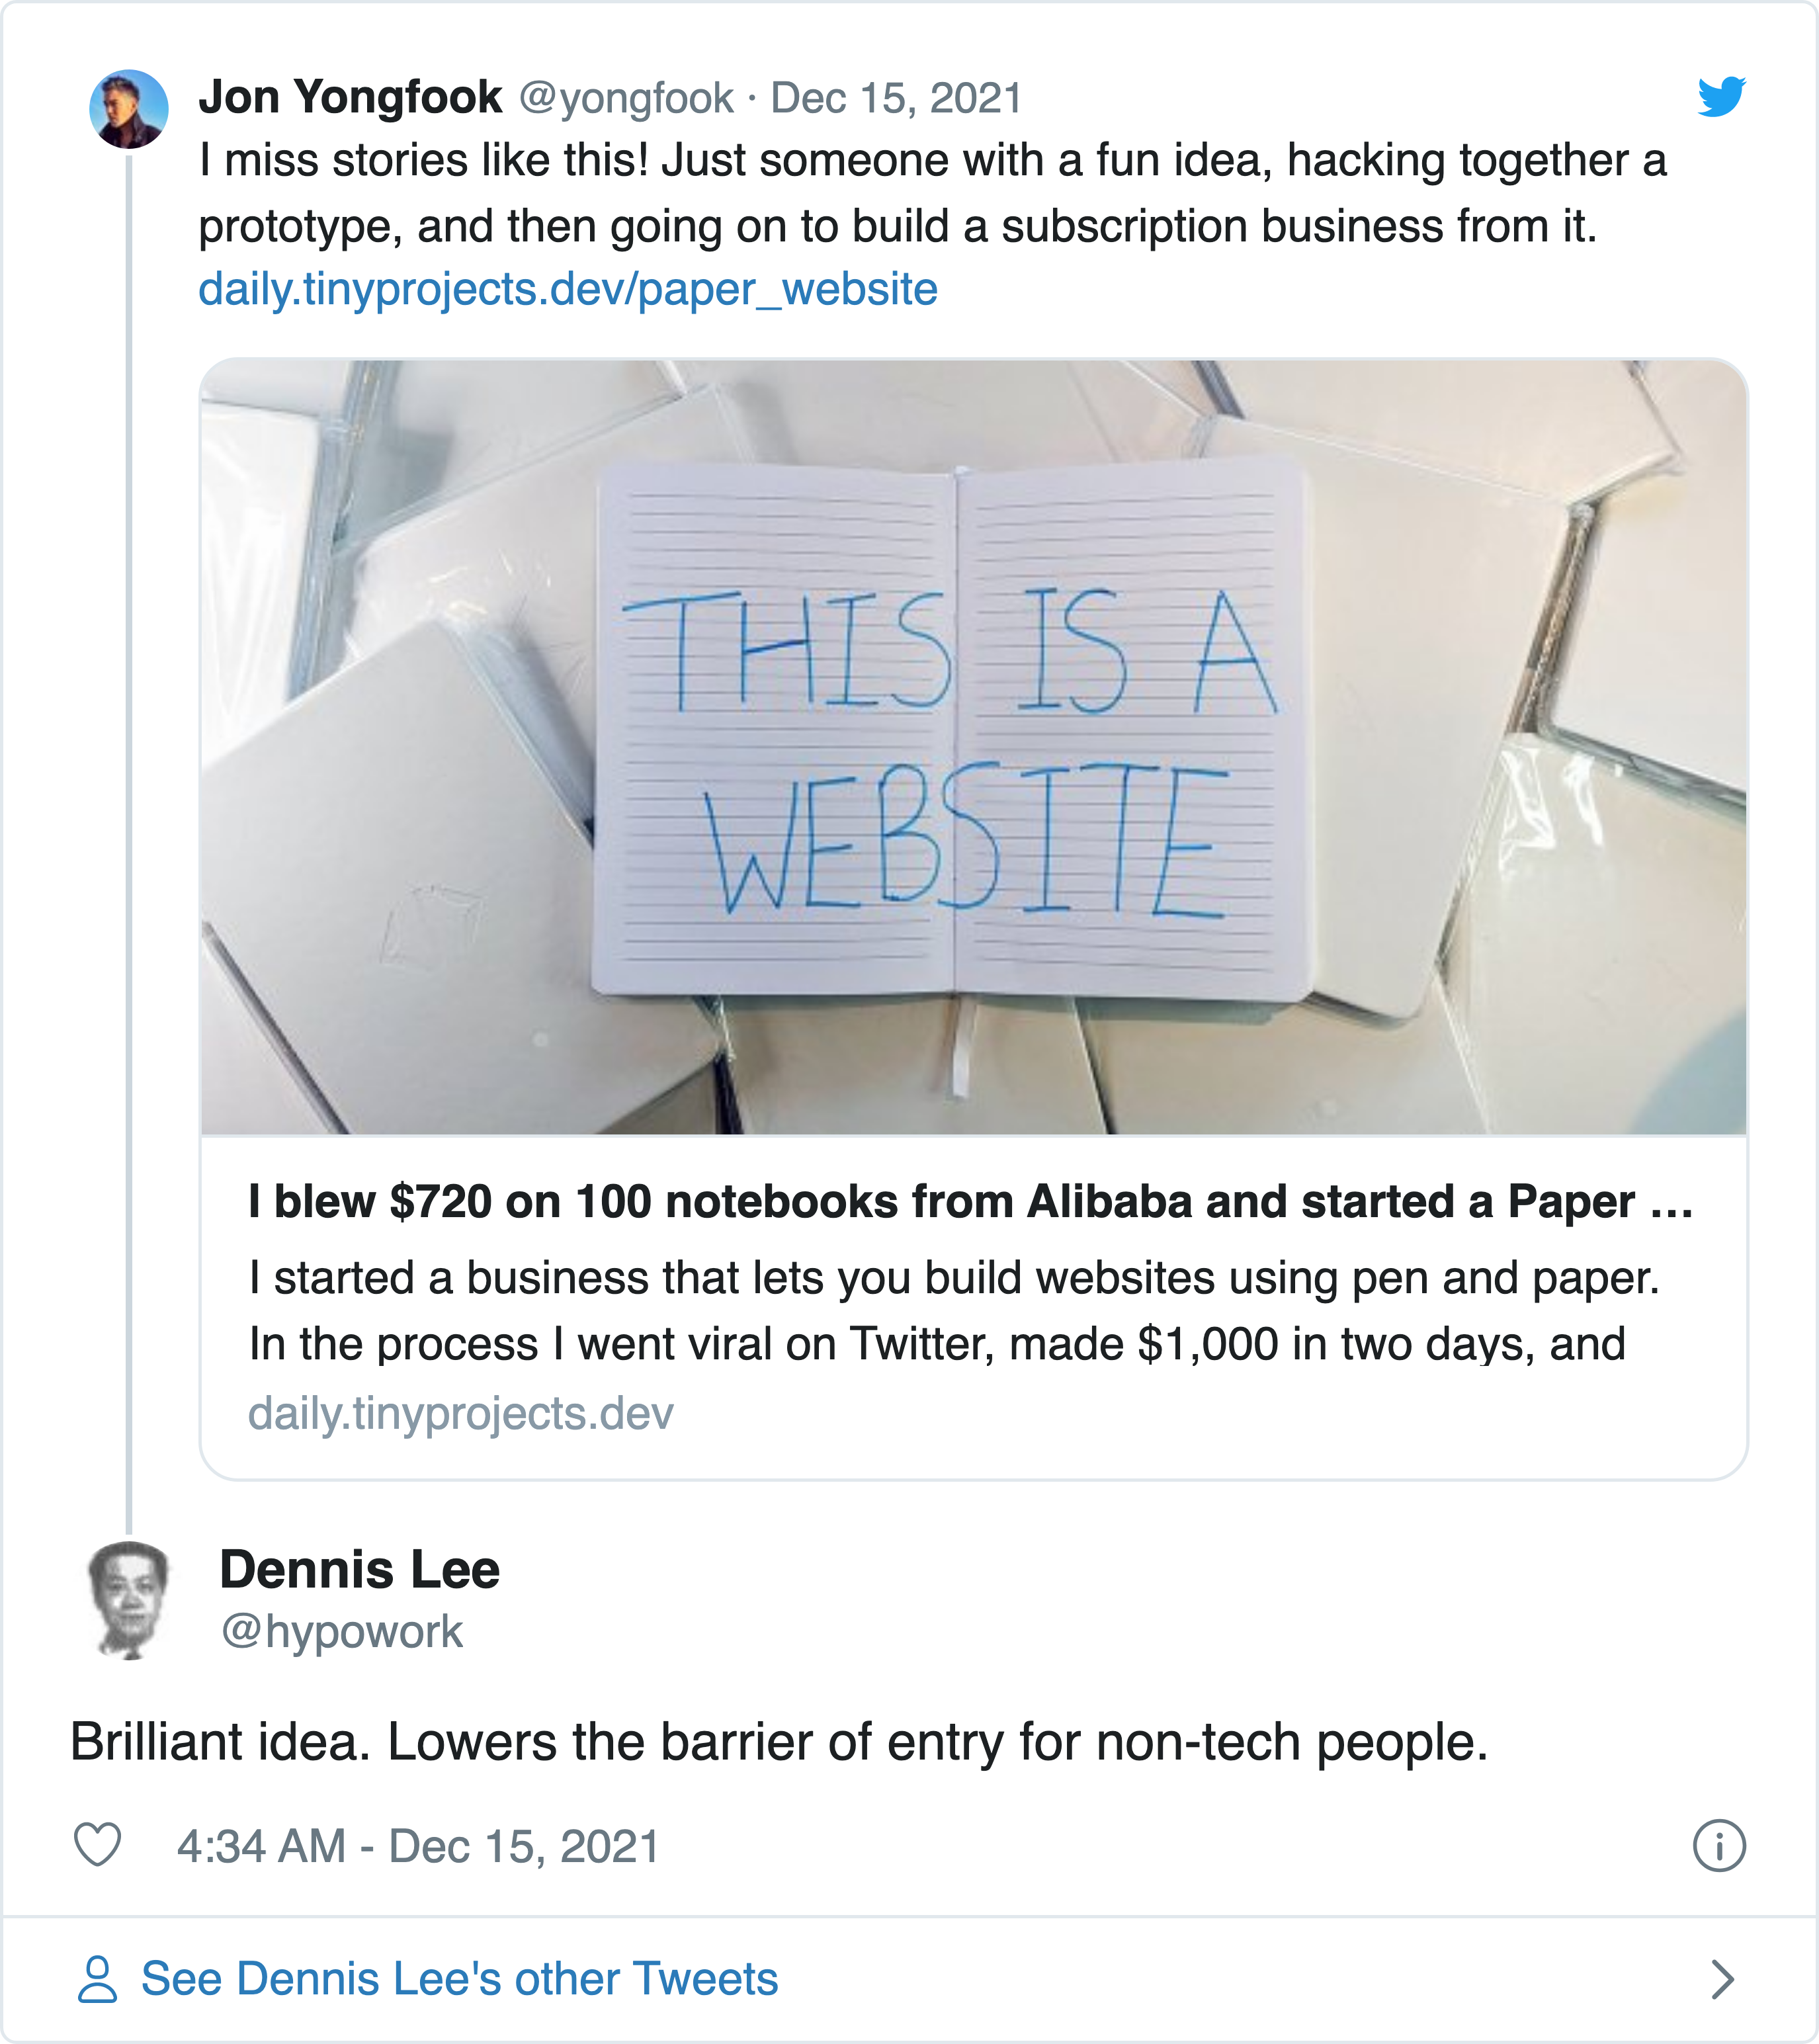 Jon Yongfook @yongfook · Dec 15, 2021
I miss stories like this! Just someone with a fun idea, hacking together a
prototype, and then going on to build a subscription business from it.
daily.tinyprojects.dev/paper_website
THIS IS A
WEBSITE
I blew $720 on 100 notebooks from Alibaba and started a Paper ...
I started a business that lets you build websites using pen and paper.
In the process I went viral on Twitter, made $1,000 in two days, and
daily.tinyprojects.dev
Dennis Lee
@hypowork
Brilliant idea. Lowers the barrier of entry for non-tech people.
4:34 AM - Dec 15, 2021
See Dennis Lee's other Tweets